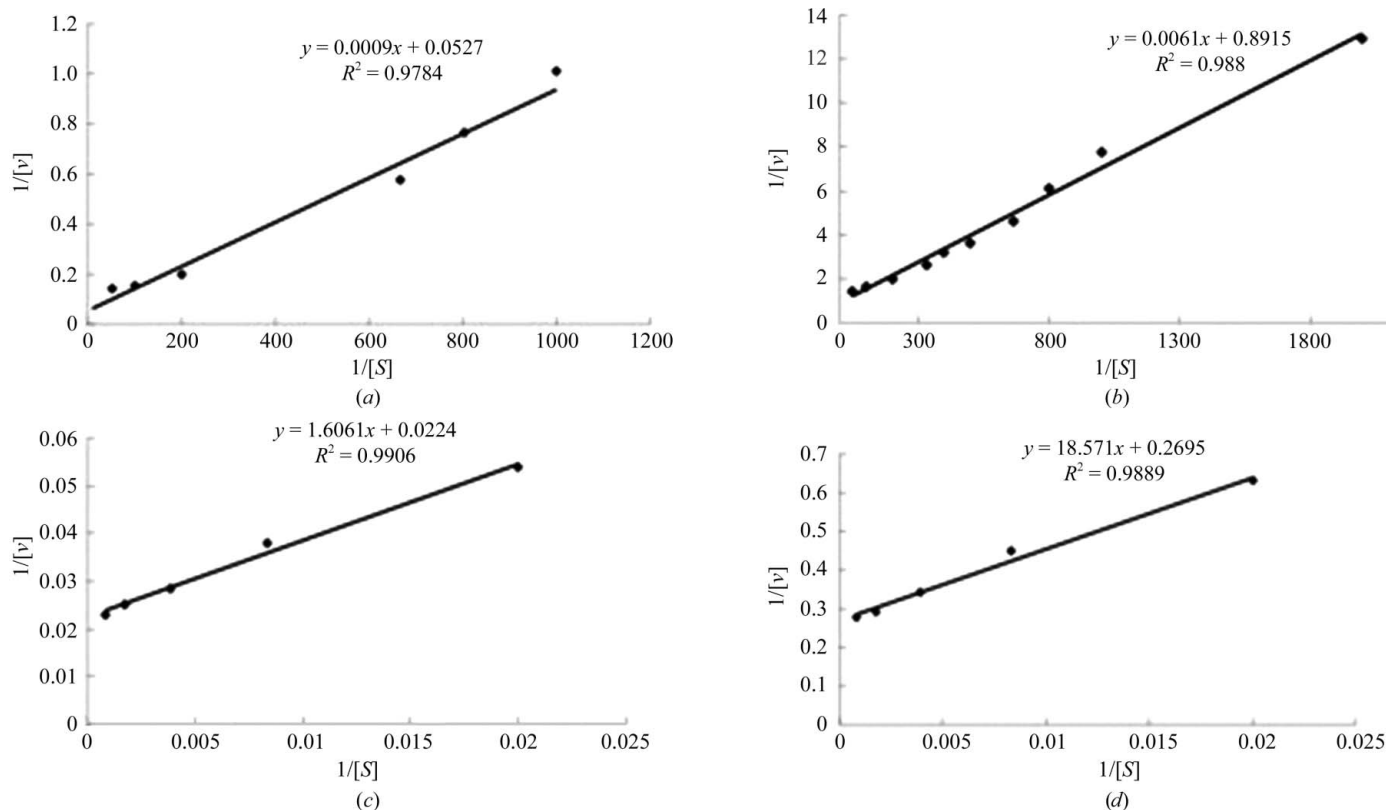 y = 0.0009x + 0.0527
R² = 0.9784
1.2
1.0
0.8
0.6
0.4
0.2
0
1/[v]
0 200 400 600 800 1000 1200
1/[S]
(a)
y = 0.0061x + 0.8915
R² = 0.988
14
12
10
8
6
4
2
0
1/[v]
0 300 800 1300 1800
1/[S]
(b)
y = 1.6061x + 0.0224
R² = 0.9906
0.06
0.05
0.04
0.03
0.02
0.01
0
1/[v]
0 0.005 0.01 0.015 0.02 0.025
1/[S]
(c)
y = 18.571x + 0.2695
R² = 0.9889
0.7
0.6
0.5
0.4
0.3
0.2
0.1
0
1/[v]
0 0.005 0.01 0.015 0.02 0.025
1/[S]
(d)